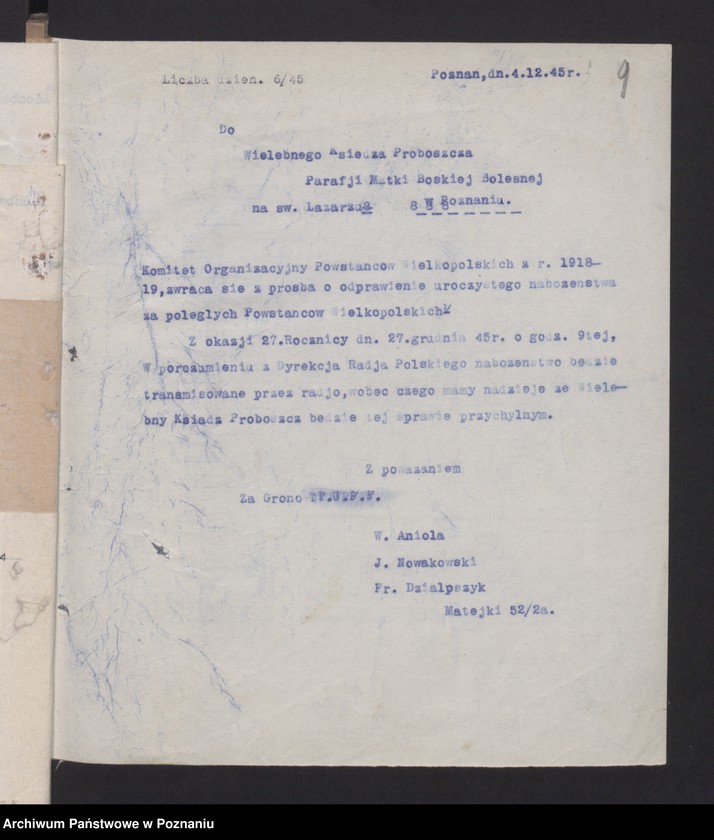 Liczba dzien. 6/45
Poznan,dn.4.12.45r.
9
Do
Wielebnego Ksiedza Proboszcza
Parafji Matki Boskiej Bolesnej
na sw. Lazarzu
w Poznaniu.
Komitet Organizacyjny Powstancow Wielkopolskich z r. 1918-
19,zwraca sie z prosba o odprawienie uroczystego nabozenstwa
za poleglych Powstancow Wielkopolskich
Z okazji 27.Rocznicy dn. 27.grudnia 45r. o godz. 9tej,
W porozumieniu z Dyrekcja Radja Polskiego nabozenstwo bedzie
transmisowane przez radjo,wobec czego mamy nadzieje ze Wiele-
bny Ksiadz Proboszcz bedzie tej sprawie przychylnym.
Z powazaniem
Za Grono
W. Aniola
J. Nowakowski
Fr. Dzialpszyk
Matejki 52/2a.
Archiwum Państwowe w Poznaniu